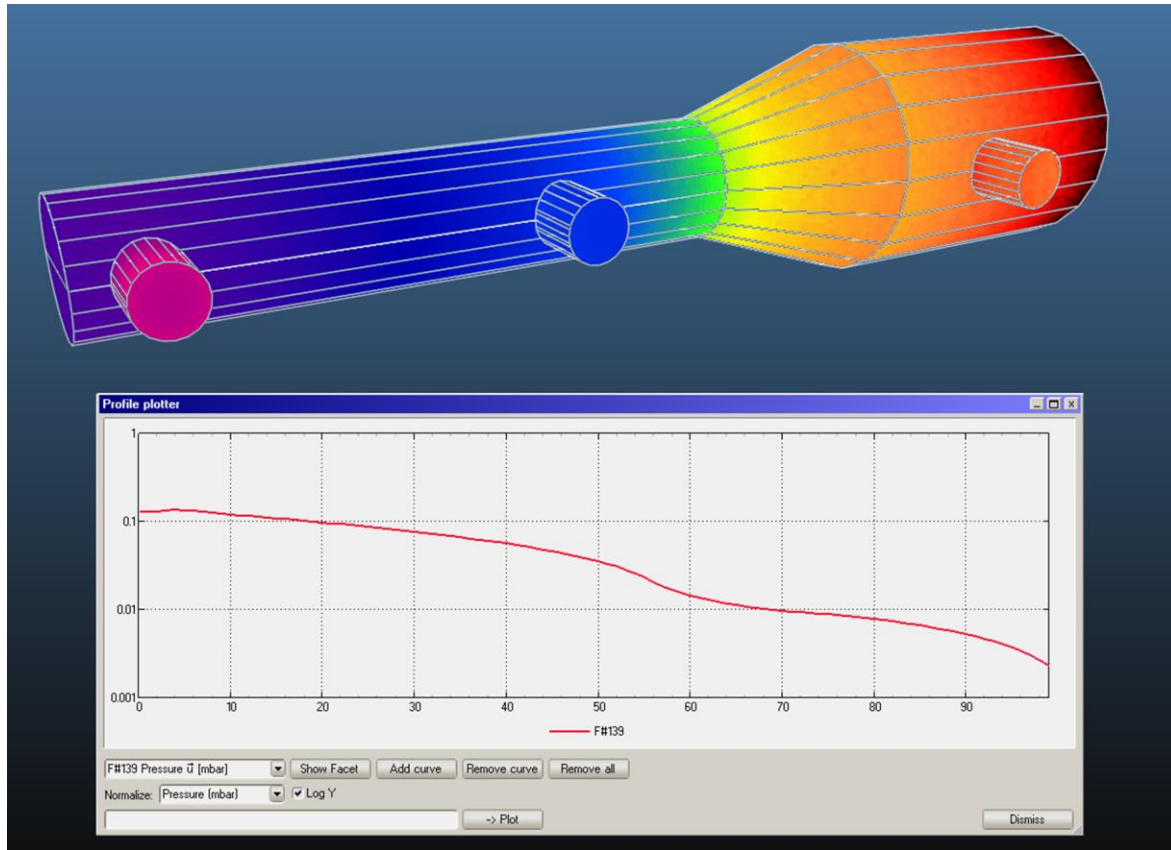 Profile plotter
1
0.1
0.01
0.001
0 10 20 30 40 50 60 70 80 90
F#139
F#139 Pressure ū [mbar] Show Facet Add curve Remove curve Remove all
Normalize: Pressure (mbar) Log Y
-> Plot Dismiss